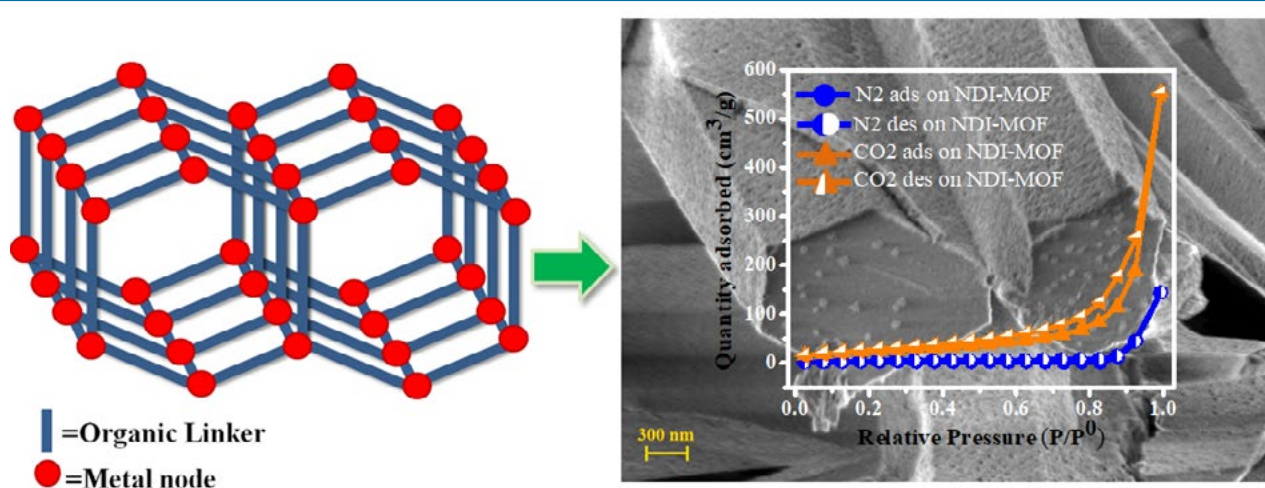 =Organic Linker
=Metal node
Quantity adsorbed (cm³/g)
600
500
400
300
200
100
0
N2 ads on NDI-MOF
N2 des on NDI-MOF
CO2 ads on NDI-MOF
CO2 des on NDI-MOF
0.0 0.2 0.4 0.6 0.8 1.0
Relative Pressure (P/P⁰)
300 nm